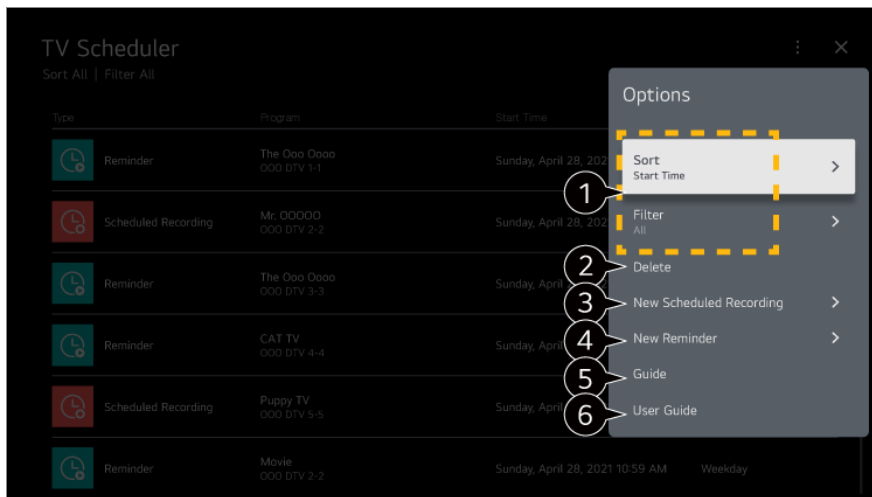 TV Scheduler
Sort All | Filter All
Type Program Start Time
Reminder
The Ooo Oooo
OOO DTV 1-1
Sunday, April 28, 202
Scheduled Recording
Mr. OOOOO
OOO DTV 2-2
Sunday, April 28, 202
Reminder
The Ooo Oooo
OOO DTV 3-3
Sunday, April
Reminder
CAT TV
OOO DTV 4-4
Sunday, April
Scheduled Recording
Puppy TV
OOO DTV 5-5
Sunday, April
Reminder
Movie
OOO DTV 2-2
Sunday, April 28, 2021 10:59 AM Weekday
Options
1
Sort
Start Time
Filter
All
2 Delete
3 New Scheduled Recording
4 New Reminder
5 Guide
6 User Guide